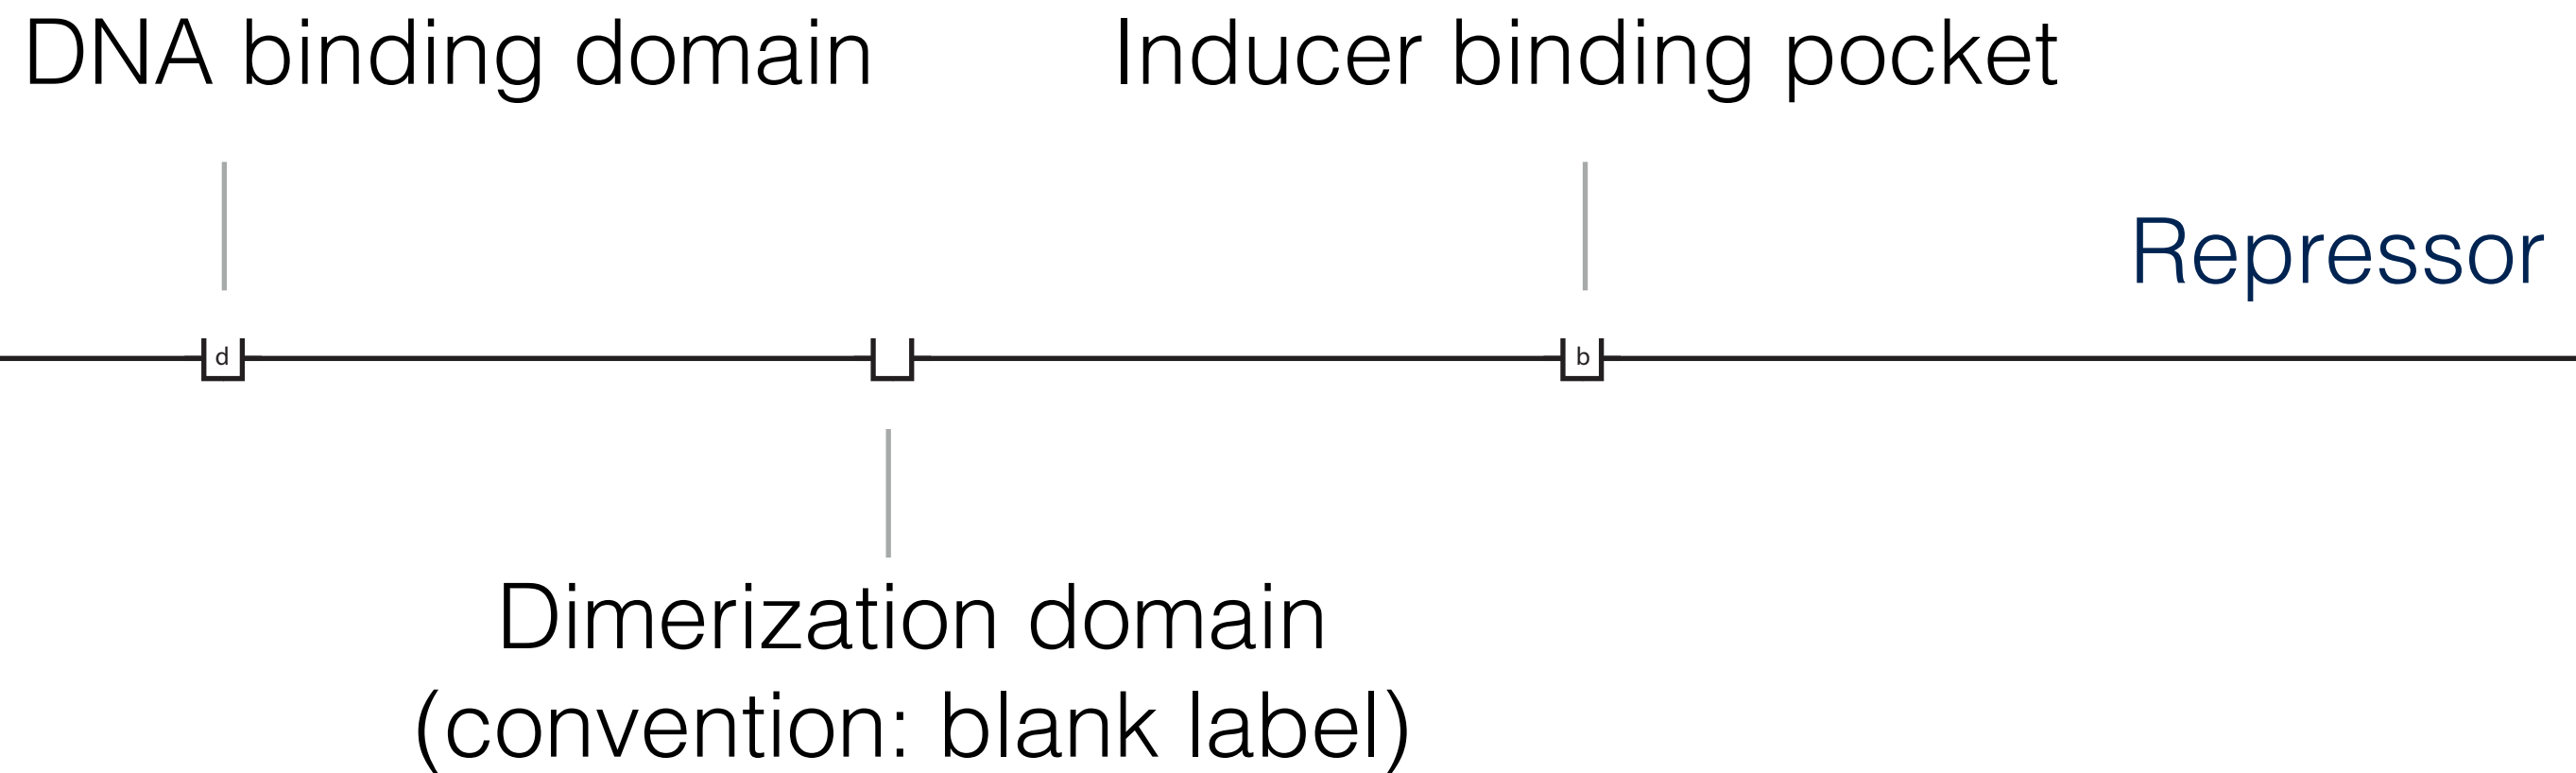 DNA binding domain
Inducer binding pocket
Repressor
d
b
Dimerization domain
(convention: blank label)